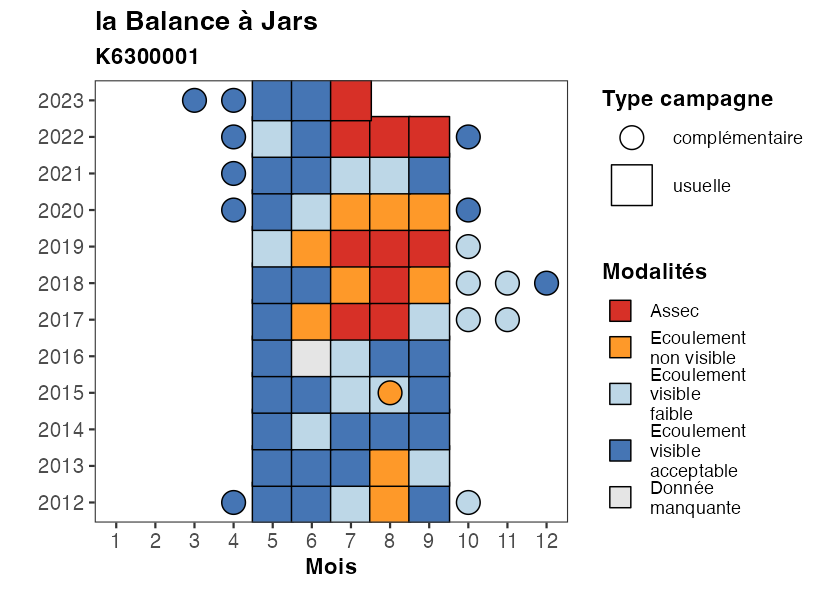 la Balance à Jars
K6300001
2023
2022
2021
2020
2019
2018
2017
2016
2015
2014
2013
2012
1 2 3 4 5 6 7 8 9 10 11 12
Mois
Type campagne
complémentaire
usuelle
Modalités
Assec
Ecoulement
non visible
Ecoulement
visible
faible
Ecoulement
visible
acceptable
Donnée
manquante